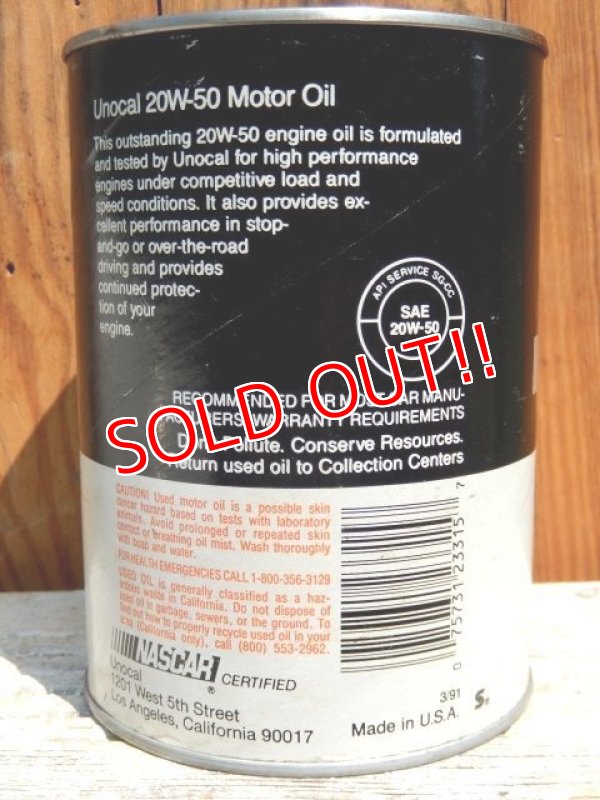 Unocal 20W-50 Motor Oil
This outstanding 20W-50 engine oil is formulated
and tested by Unocal for high performance
engines under competitive load and
speed conditions. It also provides ex-
cellent performance in stop-
and-go or over-the-road
driving and provides
continued protec-
tion of your
engine.
API SERVICE SG-CC
SAE
20W-50
SOLD OUT!!
RECOMMENDED FOR MOST CAR MANU-
FACTURERS' WARRANTY REQUIREMENTS
Don't Pollute. Conserve Resources.
Return used oil to Collection Centers
CAUTION! Used motor oil is a possible skin
cancer hazard based on tests with laboratory
animals. Avoid prolonged or repeated skin
contact or breathing oil mist. Wash thoroughly
with soap and water.
FOR HEALTH EMERGENCIES CALL 1-800-356-3129
USED OIL is generally classified as a haz-
ardous waste in California. Do not dispose of
used oil in garbage, sewers, or the ground. To
find out how to properly recycle used oil in your
area (California only), call (800) 553-2962.
0 75731 23315 7
NASCAR® CERTIFIED
Unocal
1201 West 5th Street
Los Angeles, California 90017
3/91 S.
Made in U.S.A.